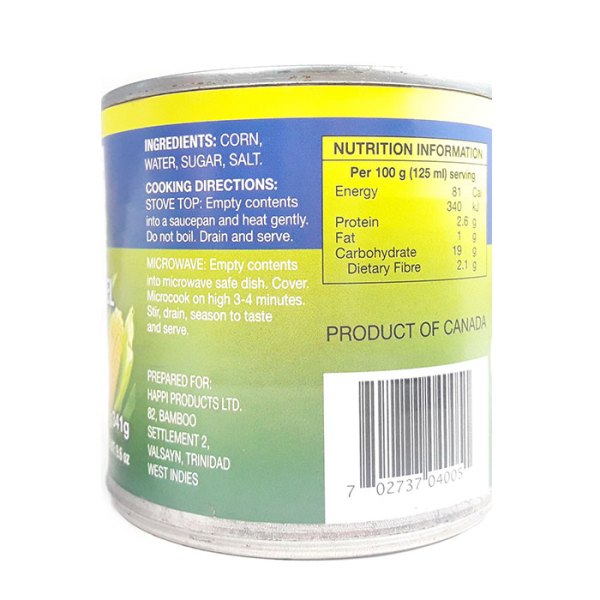 INGREDIENTS: CORN,
WATER, SUGAR, SALT.
COOKING DIRECTIONS:
STOVE TOP: Empty contents
into a saucepan and heat gently.
Do not boil. Drain and serve.
MICROWAVE: Empty contents
into microwave safe dish. Cover.
Microcook on high 3-4 minutes.
Stir, drain, season to taste
and serve.
PREPARED FOR:
HAPPI PRODUCTS LTD.
82, BAMBOO
SETTLEMENT 2,
VALSAYN, TRINIDAD
WEST INDIES
NUTRITION INFORMATION
Per 100 g (125 ml) serving
Energy 81 Cal
340 kJ
Protein 2.6 g
Fat 1 g
Carbohydrate 19 g
Dietary Fibre 2.1 g
PRODUCT OF CANADA
7 02737 04005
341g
oz